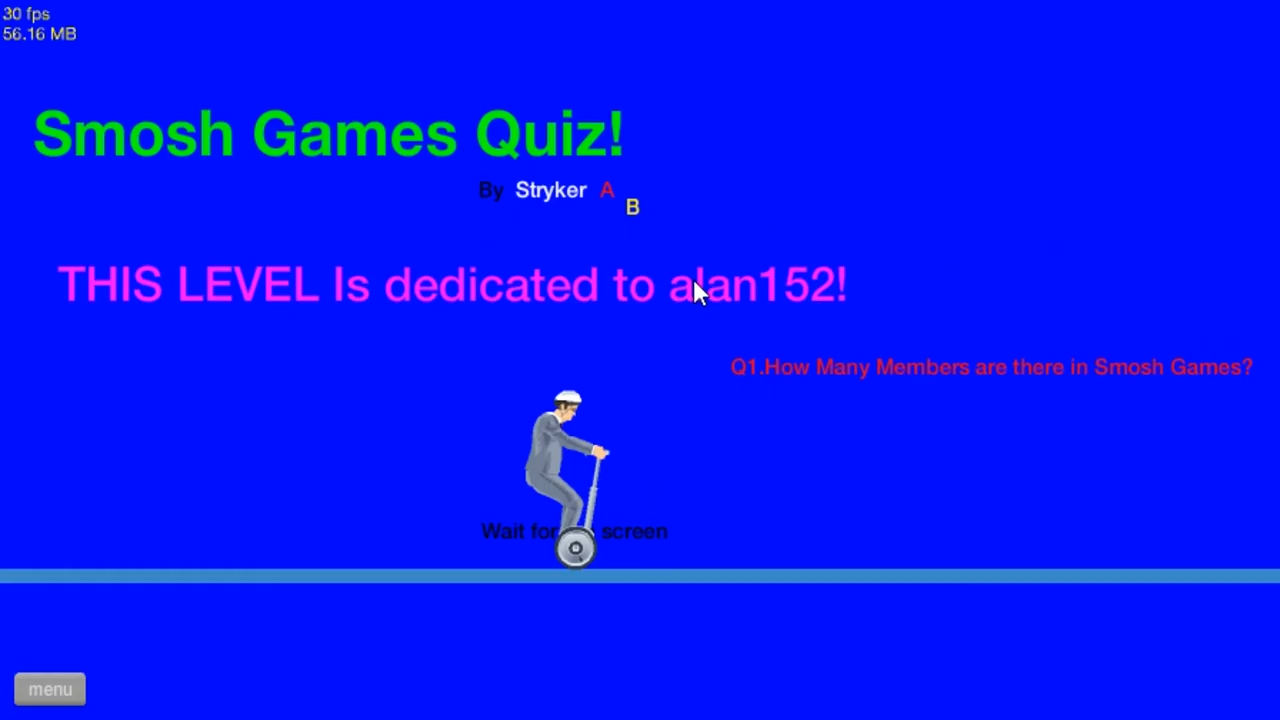 30 fps
56.16 MB
Smosh Games Quiz!
By Stryker A
B
THIS LEVEL Is dedicated to alan152!
Q1.How Many Members are there in Smosh Games?
Wait for screen
menu